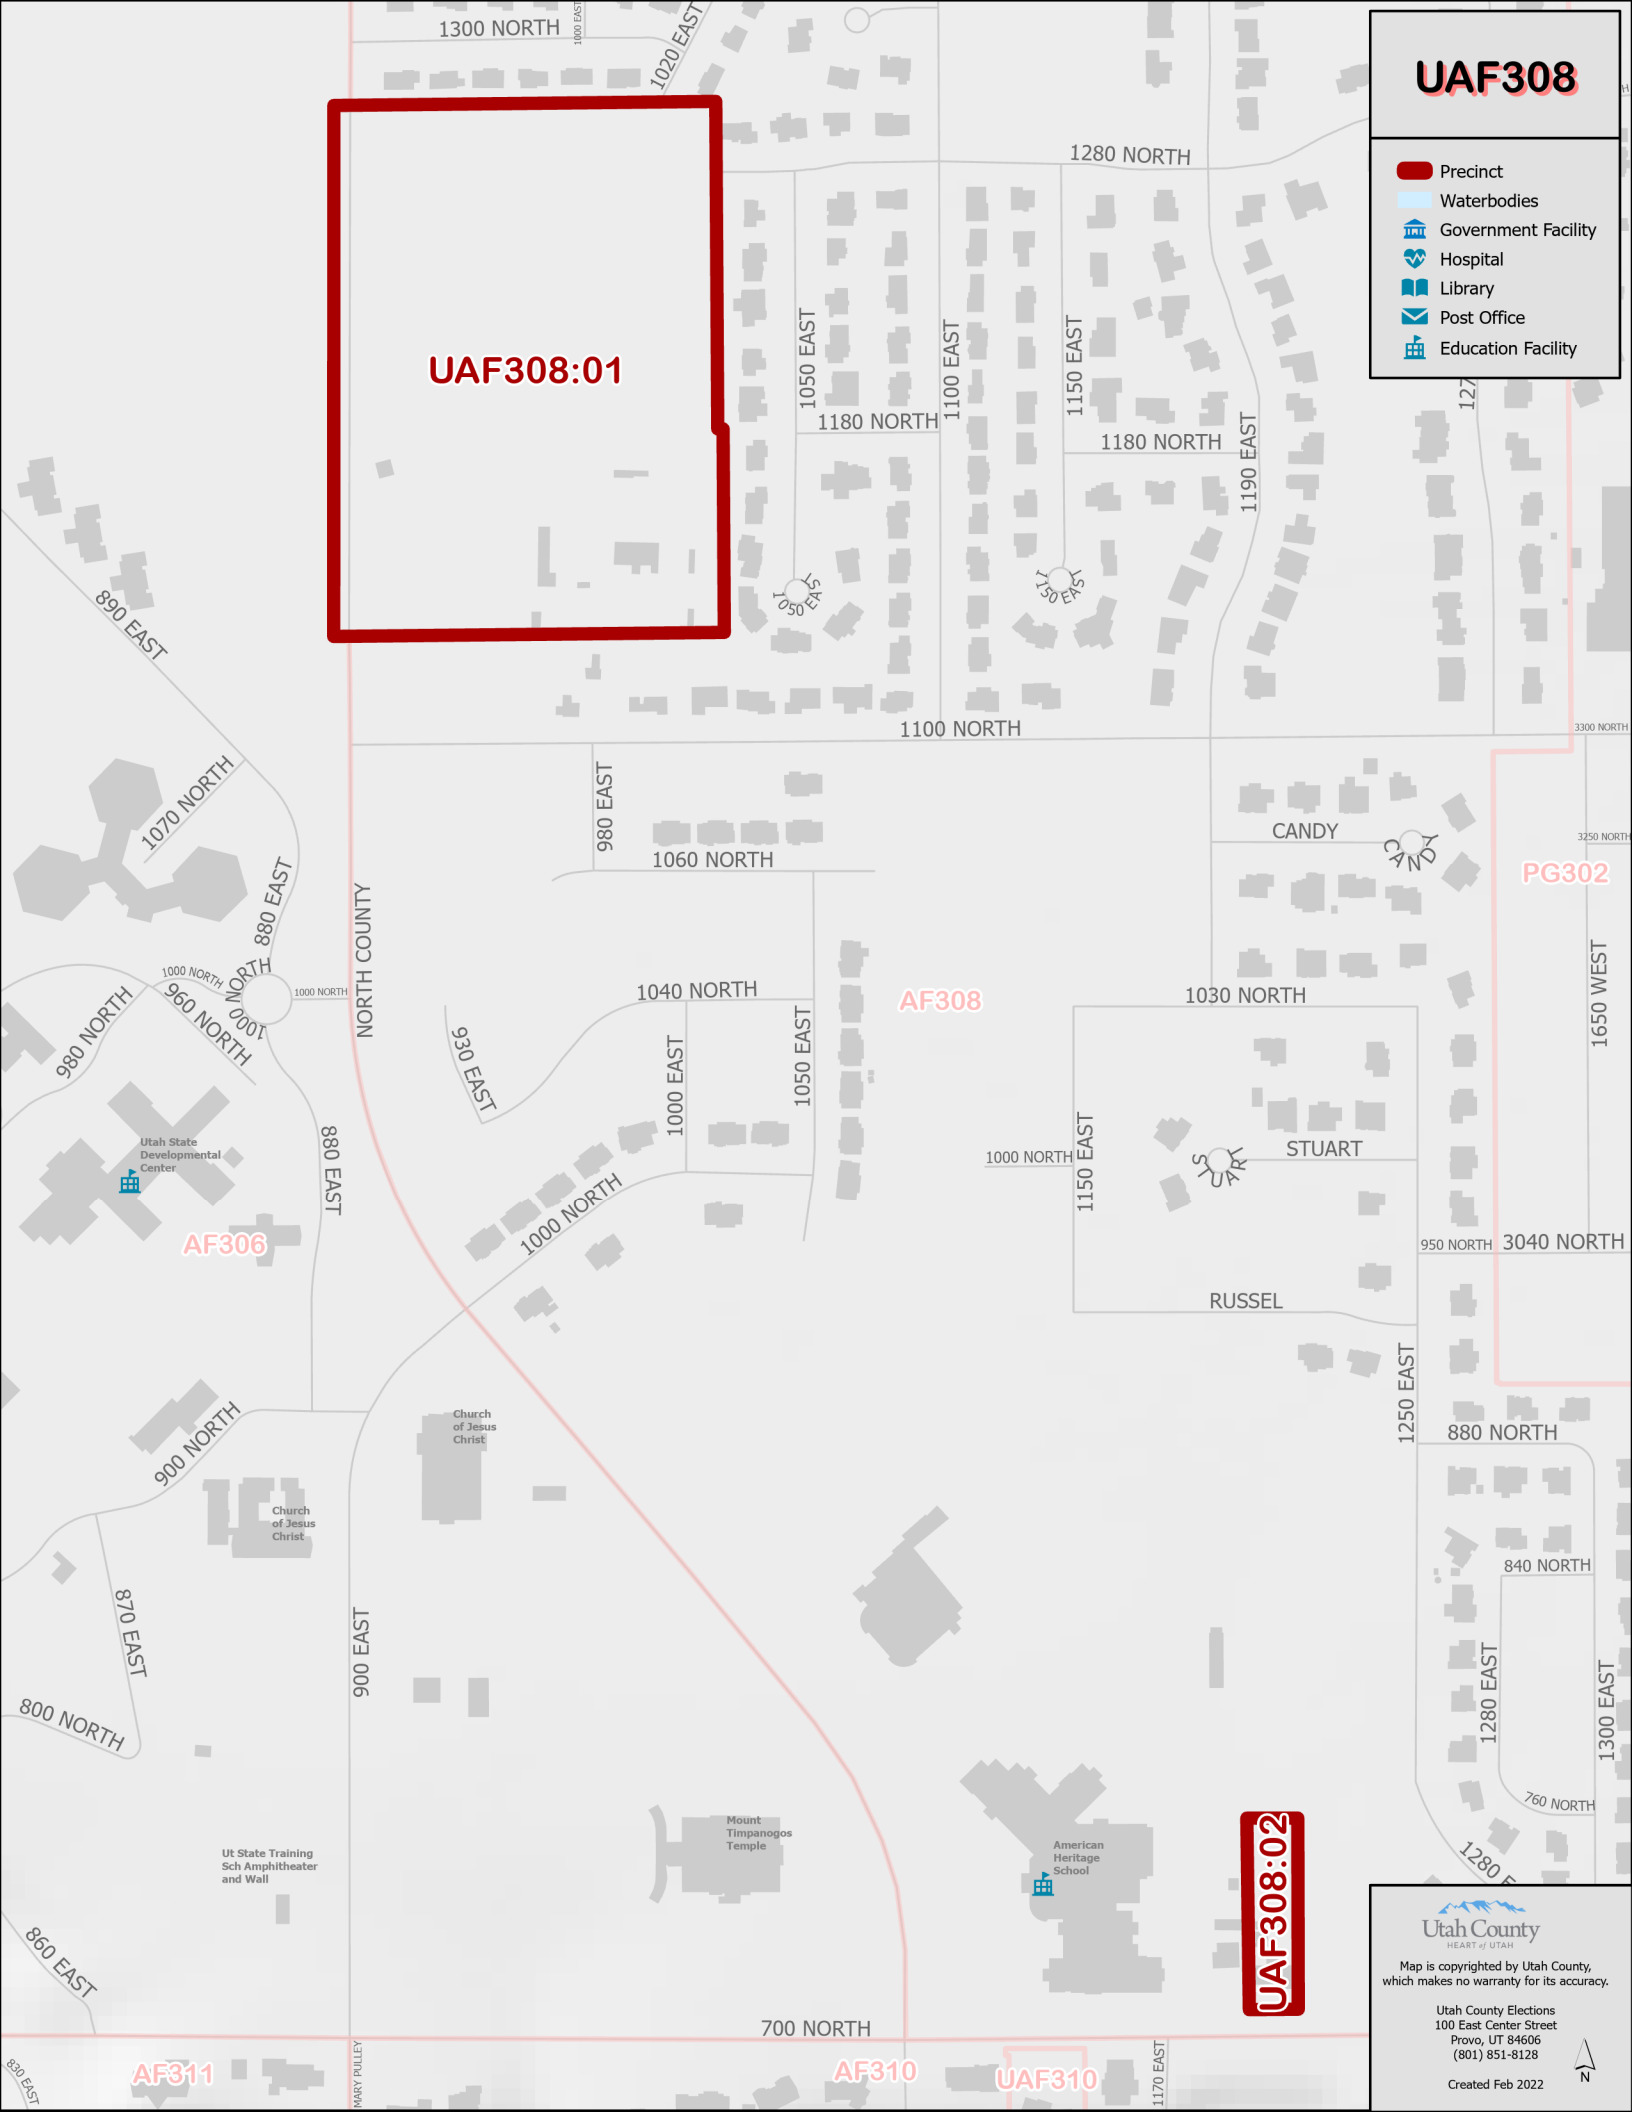 1300 NORTH
1000 EAST
1020 EAST
UAF308
Precinct
Waterbodies
Government Facility
Hospital
Library
Post Office
Education Facility
1280 NORTH
UAF308:01
1050 EAST
1100 EAST
1150 EAST
1180 NORTH
1180 NORTH
1190 EAST
1050 EAST
1150 EAST
890 EAST
1100 NORTH
3300 NORTH
1070 NORTH
980 EAST
1060 NORTH
CANDY
CANDY
3250 NORTH
PG302
880 EAST
NORTH COUNTY
1000 NORTH
1000 NORTH
1000 NORTH
960 NORTH
980 NORTH
1040 NORTH
AF308
1030 NORTH
1650 WEST
930 EAST
1000 EAST
1050 EAST
1150 EAST
Utah State
Developmental
Center
880 EAST
1000 NORTH
STUART
STUART
1000 NORTH
AF306
950 NORTH
3040 NORTH
RUSSEL
1250 EAST
900 NORTH
Church
of Jesus
Christ
880 NORTH
Church
of Jesus
Christ
840 NORTH
870 EAST
900 EAST
1280 EAST
1300 EAST
800 NORTH
760 NORTH
Mount
Timpanogos
Temple
American
Heritage
School
UAF308:02
Ut State Training
Sch Amphitheater
and Wall
1280 E
860 EAST
700 NORTH
830 EAST
AF311
MARY PULLEY
AF310
UAF310
1170 EAST
Utah County
HEART of UTAH
Map is copyrighted by Utah County,
which makes no warranty for its accuracy.
Utah County Elections
100 East Center Street
Provo, UT 84606
(801) 851-8128
N
Created Feb 2022